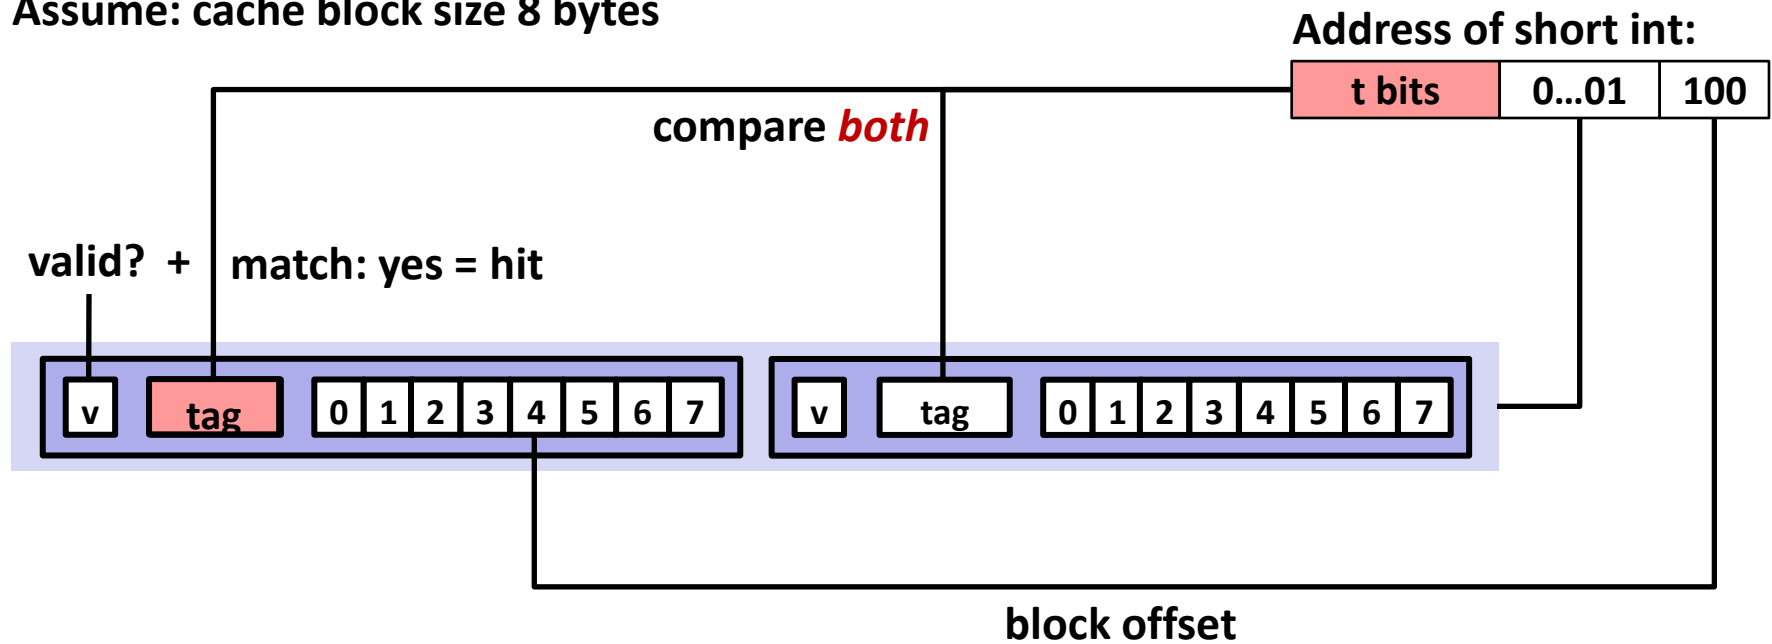 Assume: cache block size 8 bytes
Address of short int:
t bits 0...01 100
compare both
valid? + match: yes = hit
v tag 0 1 2 3 4 5 6 7 v tag 0 1 2 3 4 5 6 7
block offset